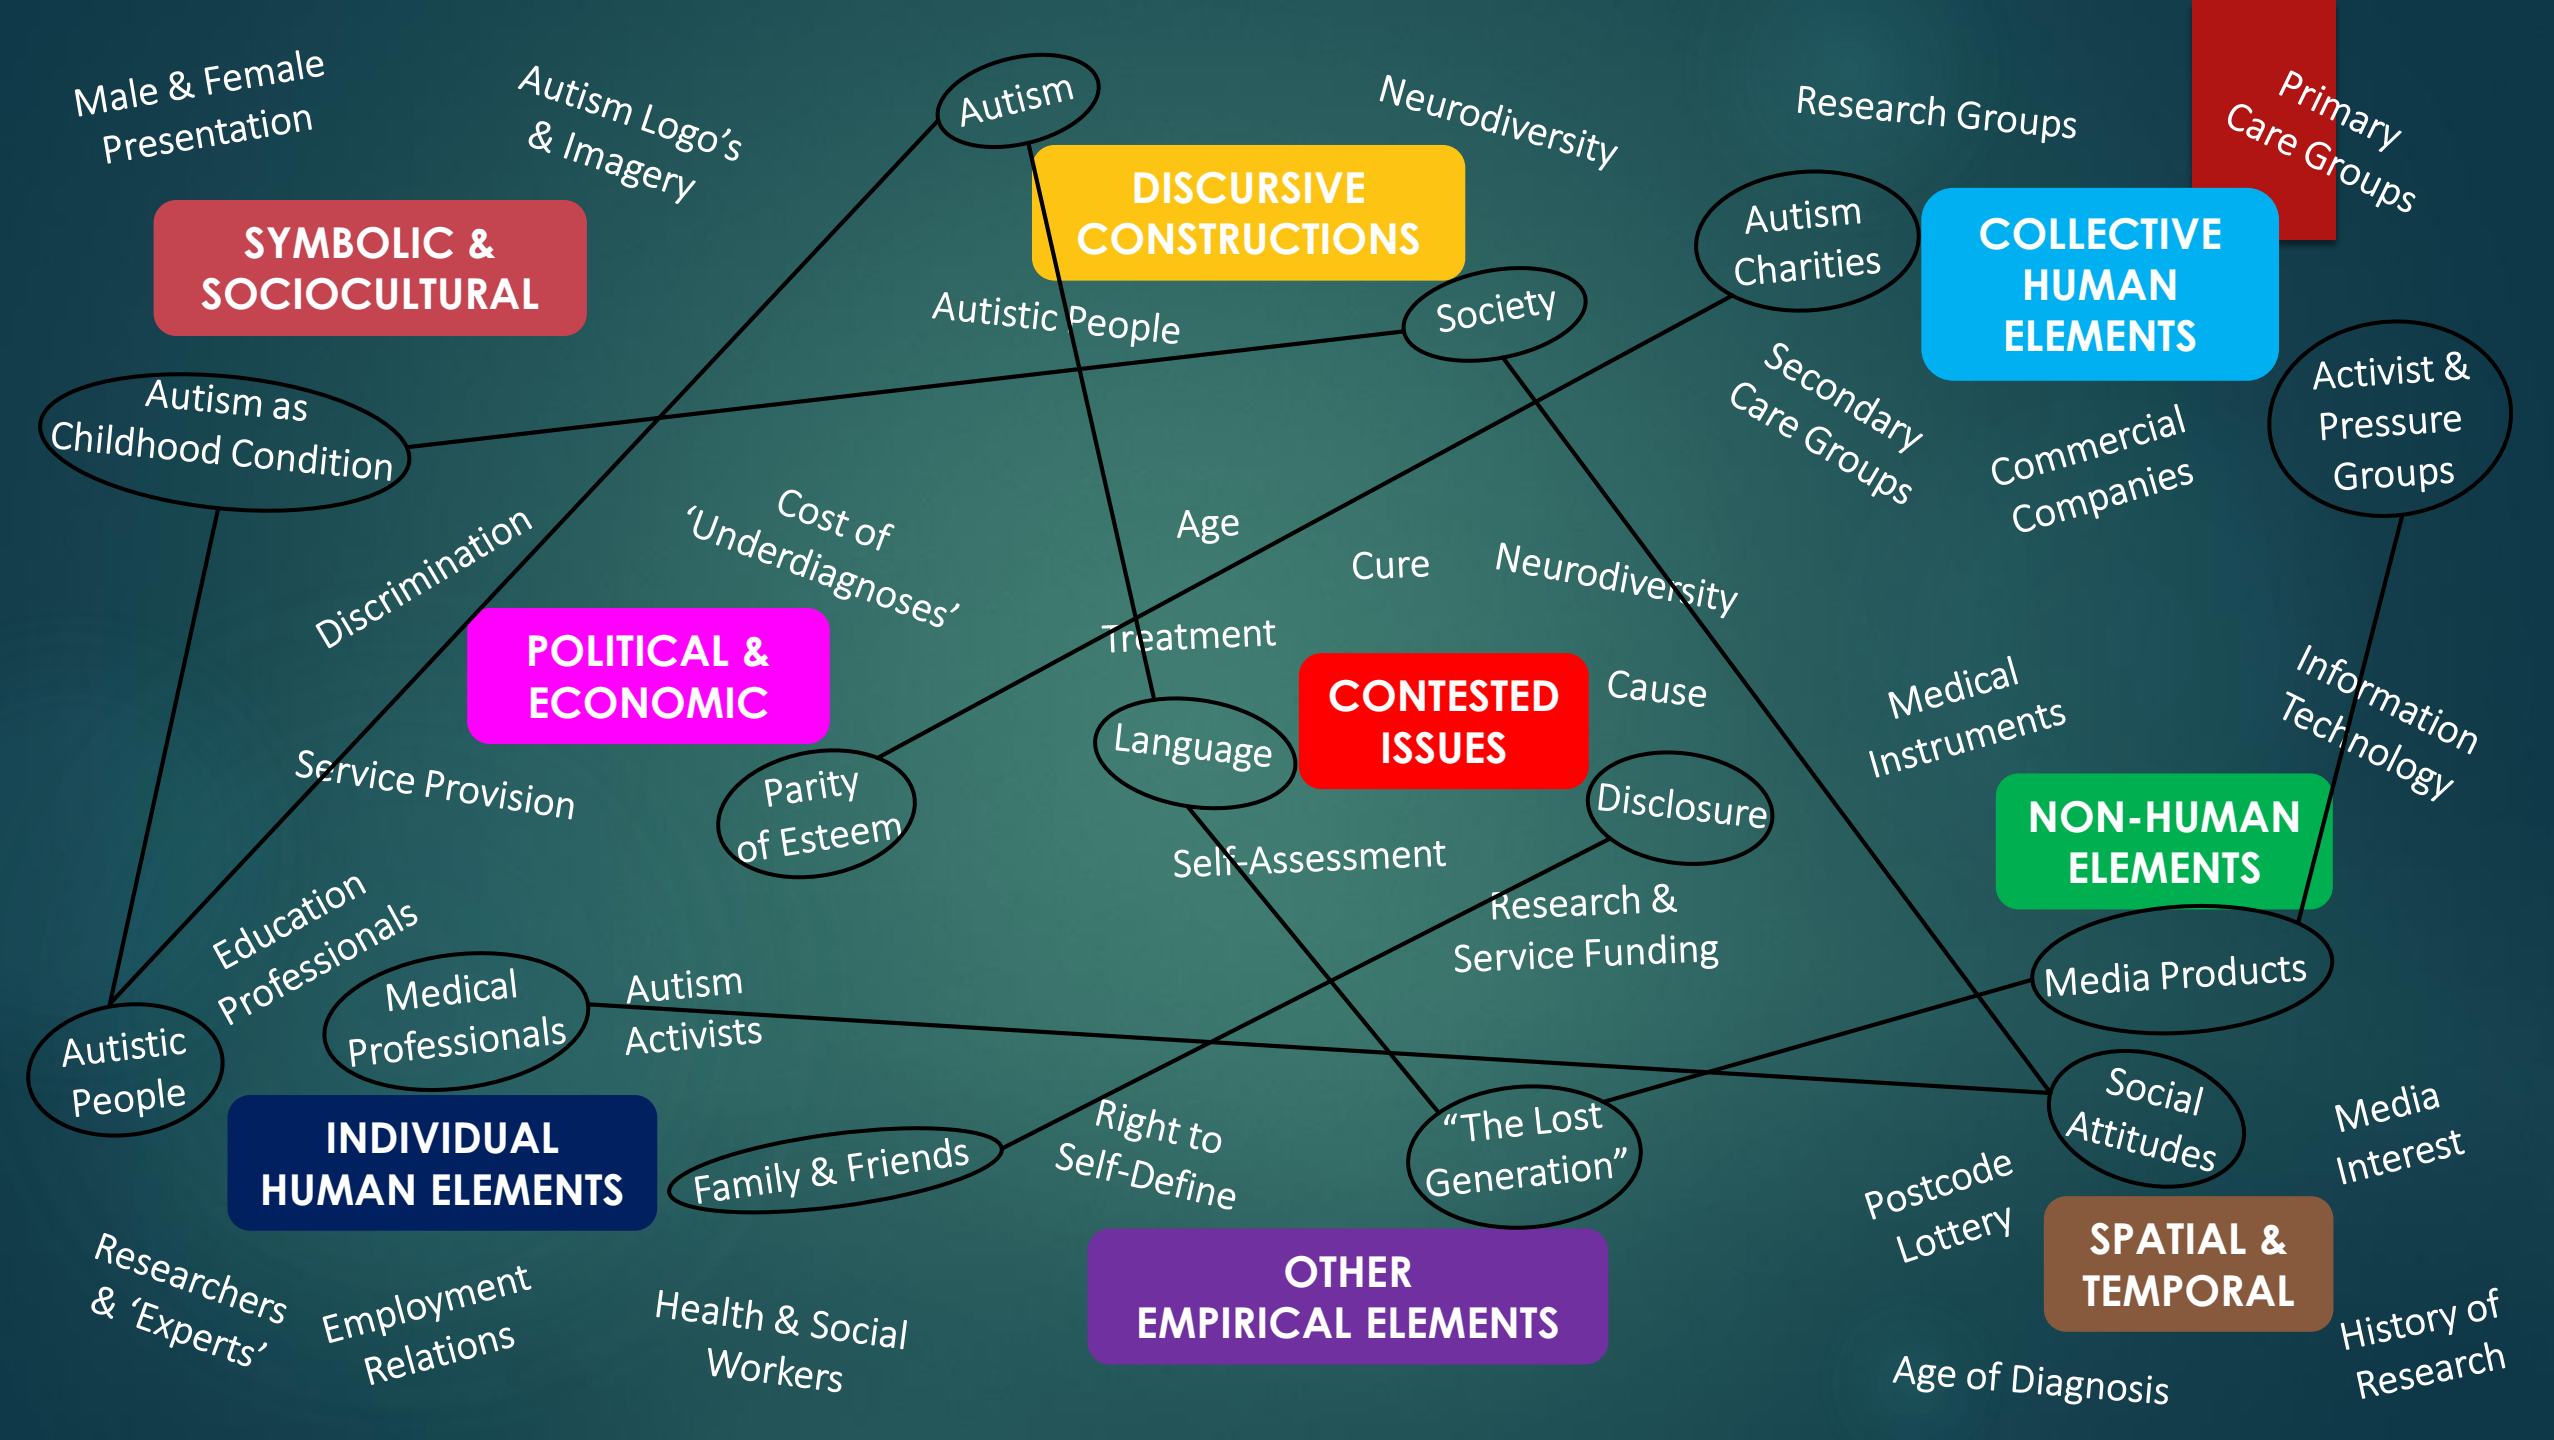 Male & Female
Presentation
Autism Logo’s
& Imagery
SYMBOLIC &
SOCIOCULTURAL
Autism as
Childhood Condition
Autism
Neurodiversity
DISCURSIVE
CONSTRUCTIONS
Autistic People
Society
Research Groups
Primary
Care Groups
Autism
Charities
COLLECTIVE
HUMAN
ELEMENTS
Secondary
Care Groups
Commercial
Companies
Activist &
Pressure
Groups
Discrimination
Cost of
‘Underdiagnoses’
POLITICAL &
ECONOMIC
Service Provision
Parity
of Esteem
Age
Cure
Neurodiversity
Treatment
CONTESTED
ISSUES
Cause
Language
Disclosure
Self-Assessment
Research &
Service Funding
Medical
Instruments
Information
Technology
NON-HUMAN
ELEMENTS
Media Products
Education
Professionals
Medical
Professionals
Autism
Activists
Autistic
People
INDIVIDUAL
HUMAN ELEMENTS
Family & Friends
Researchers
& ‘Experts’
Employment
Relations
Health & Social
Workers
Right to
Self-Define
“The Lost
Generation”
OTHER
EMPIRICAL ELEMENTS
Social
Attitudes
Media
Interest
Postcode
Lottery
SPATIAL &
TEMPORAL
History of
Research
Age of Diagnosis